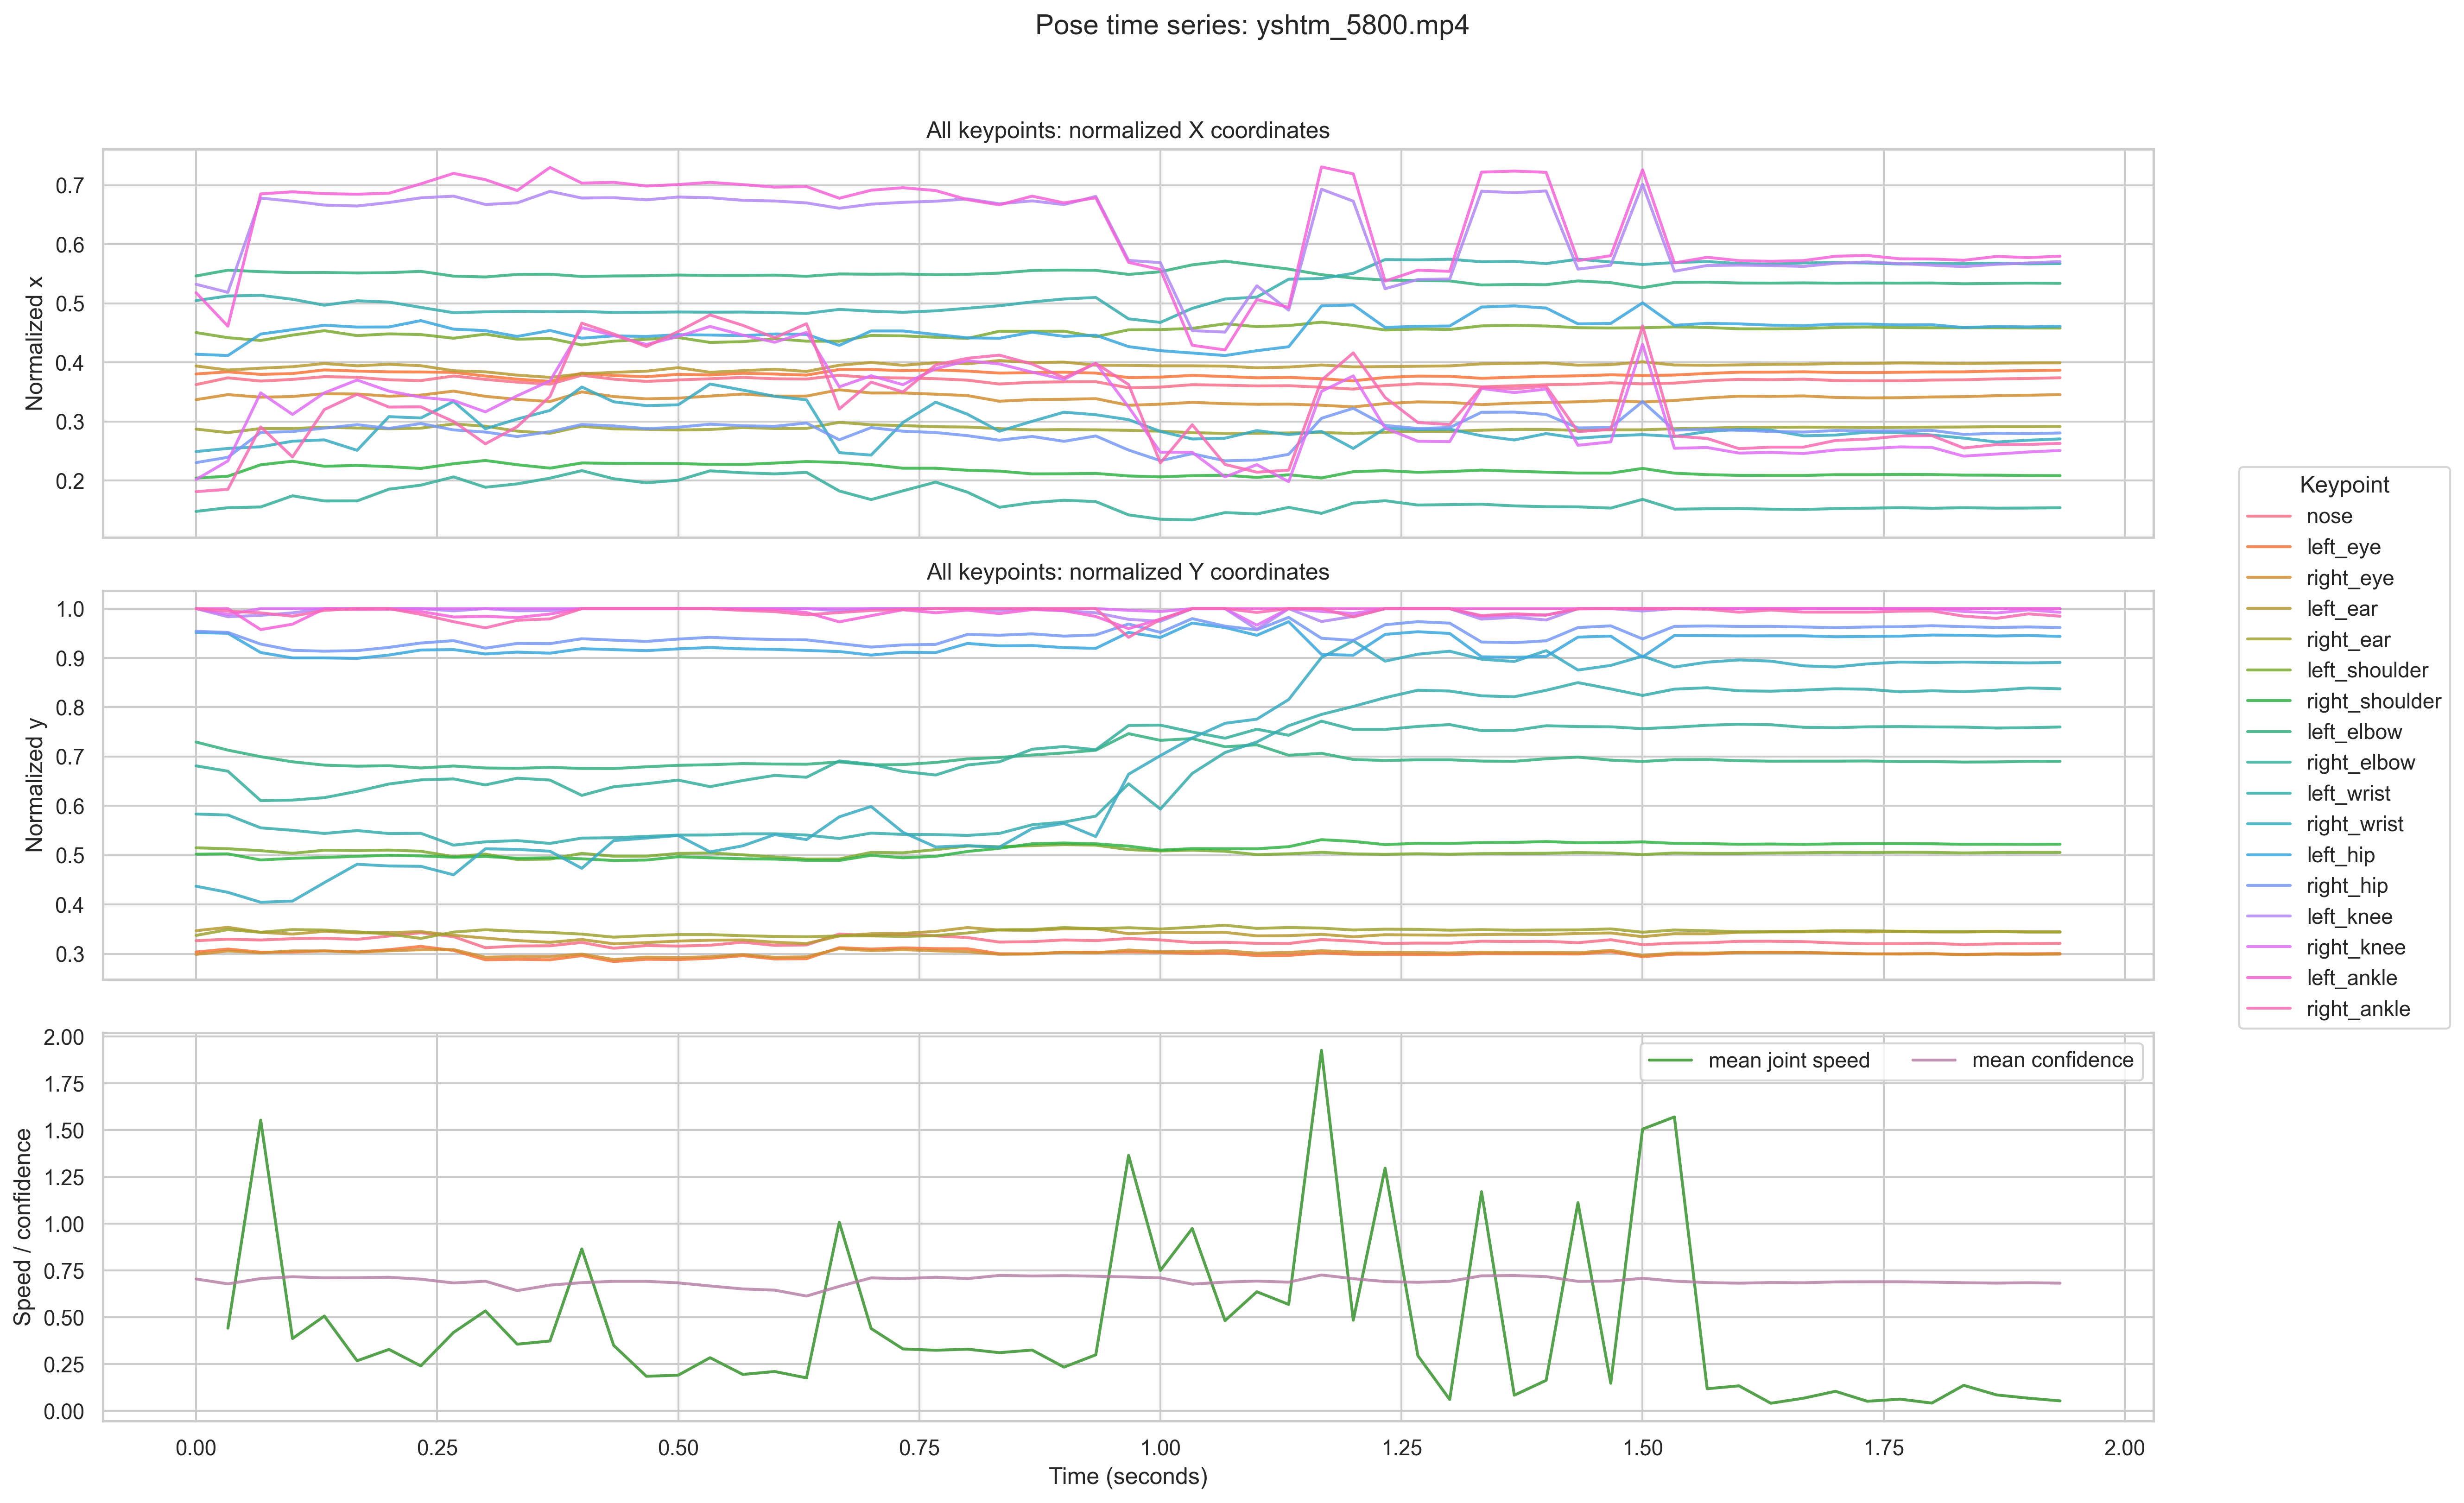 Pose time series: yshtm_5800.mp4
All keypoints: normalized X coordinates
Normalized x
0.7
0.6
0.5
0.4
0.3
0.2
All keypoints: normalized Y coordinates
Normalized y
1.0
0.9
0.8
0.7
0.6
0.5
0.4
0.3
Keypoint
nose
left_eye
right_eye
left_ear
right_ear
left_shoulder
right_shoulder
left_elbow
right_elbow
left_wrist
right_wrist
left_hip
right_hip
left_knee
right_knee
left_ankle
right_ankle
Speed / confidence
2.00
1.75
1.50
1.25
1.00
0.75
0.50
0.25
0.00
mean joint speed mean confidence
0.00 0.25 0.50 0.75 1.00 1.25 1.50 1.75 2.00
Time (seconds)